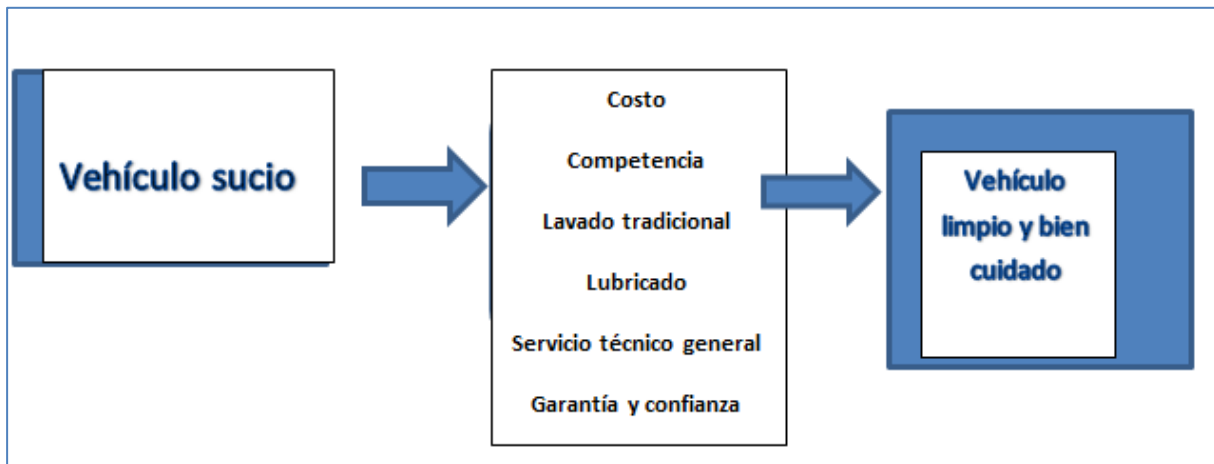 Vehículo sucio
Costo
Competencia
Lavado tradicional
Lubricado
Servicio técnico general
Garantía y confianza
Vehículo
limpio y bien
cuidado